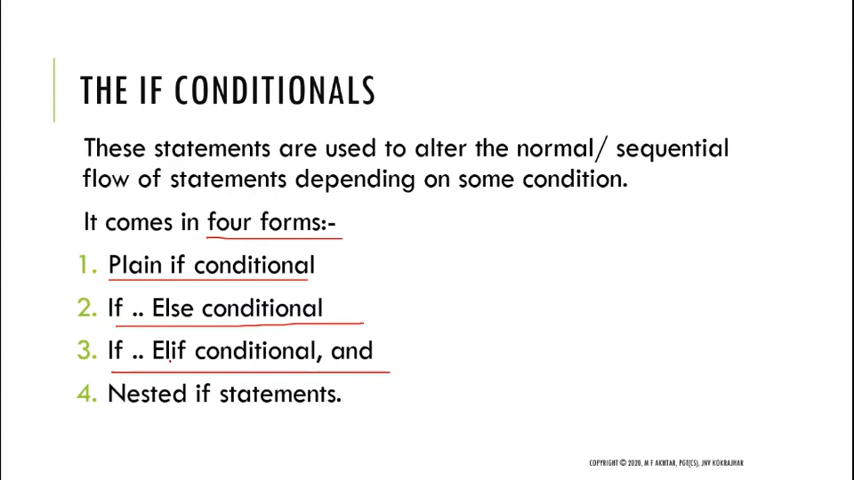 THE IF CONDITIONALS
These statements are used to alter the normal/ sequential
flow of statements depending on some condition.
It comes in four forms:-
1. Plain if conditional
2. If .. Else conditional
3. If .. Elif conditional, and
4. Nested if statements.
COPYRIGHT © 2020, M F AKHTAR, PGT(CS), JNV KOKRAJHAR